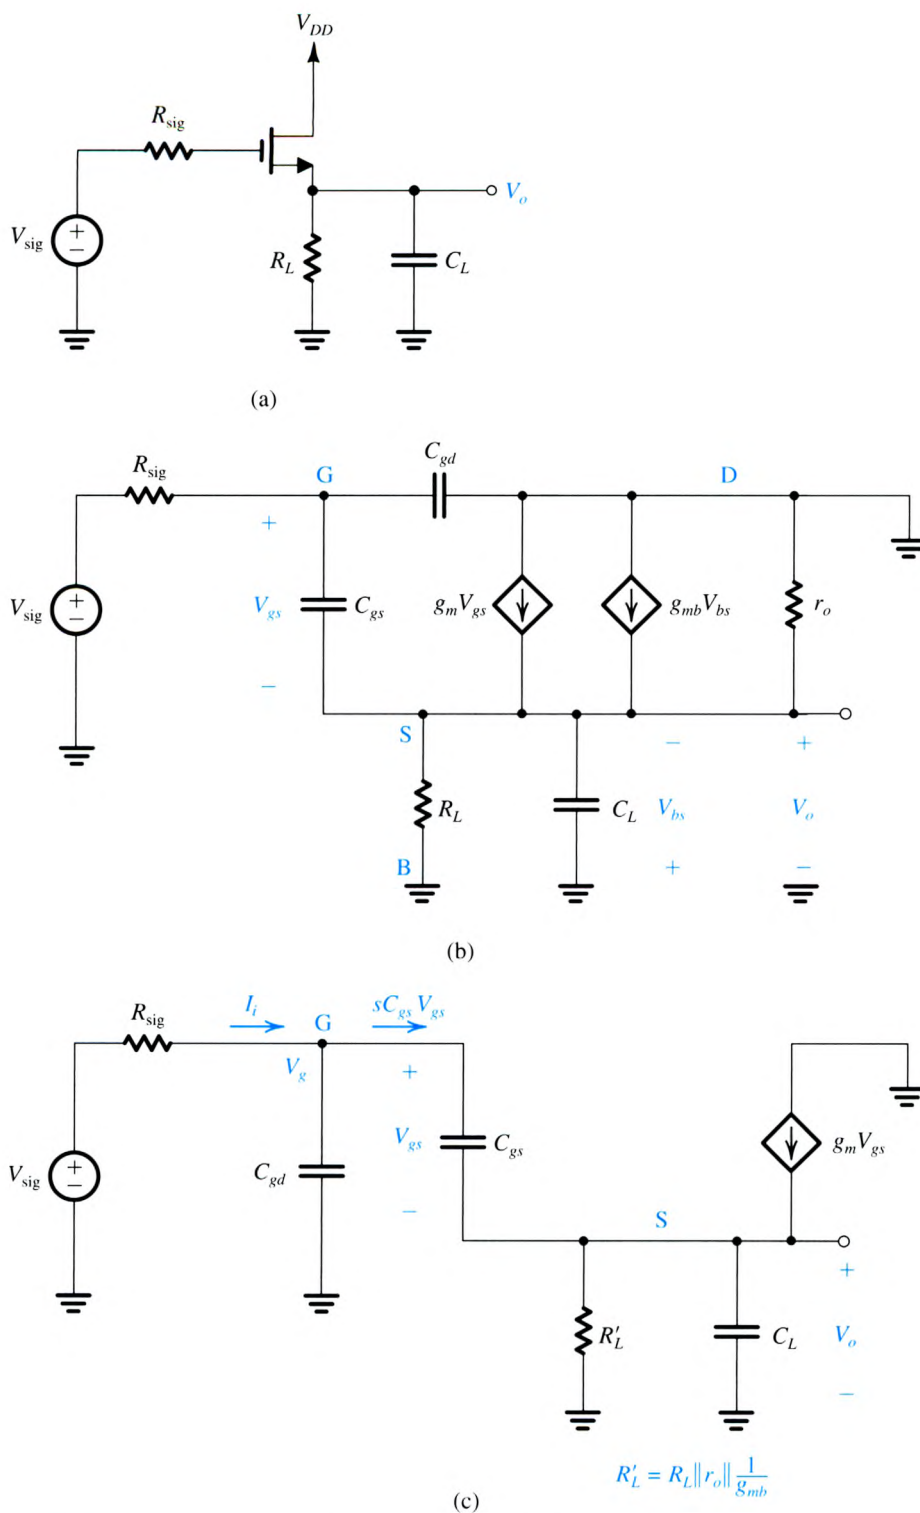 V_DD
R_sig
V_sig
+
−
R_L
C_L
V_o
(a)
R_sig
G
C_gd
D
V_sig
+
−
+
V_gs
−
C_gs
g_m V_gs
g_mb V_bs
r_o
S
R_L
B
C_L
−
V_bs
+
+
V_o
−
(b)
R_sig
I_i
G
sC_gs V_gs
V_g
V_sig
+
−
C_gd
+
V_gs
−
C_gs
g_m V_gs
S
R′_L
C_L
+
V_o
−
R′_L = R_L ‖ r_o ‖ 1/g_mb
(c)